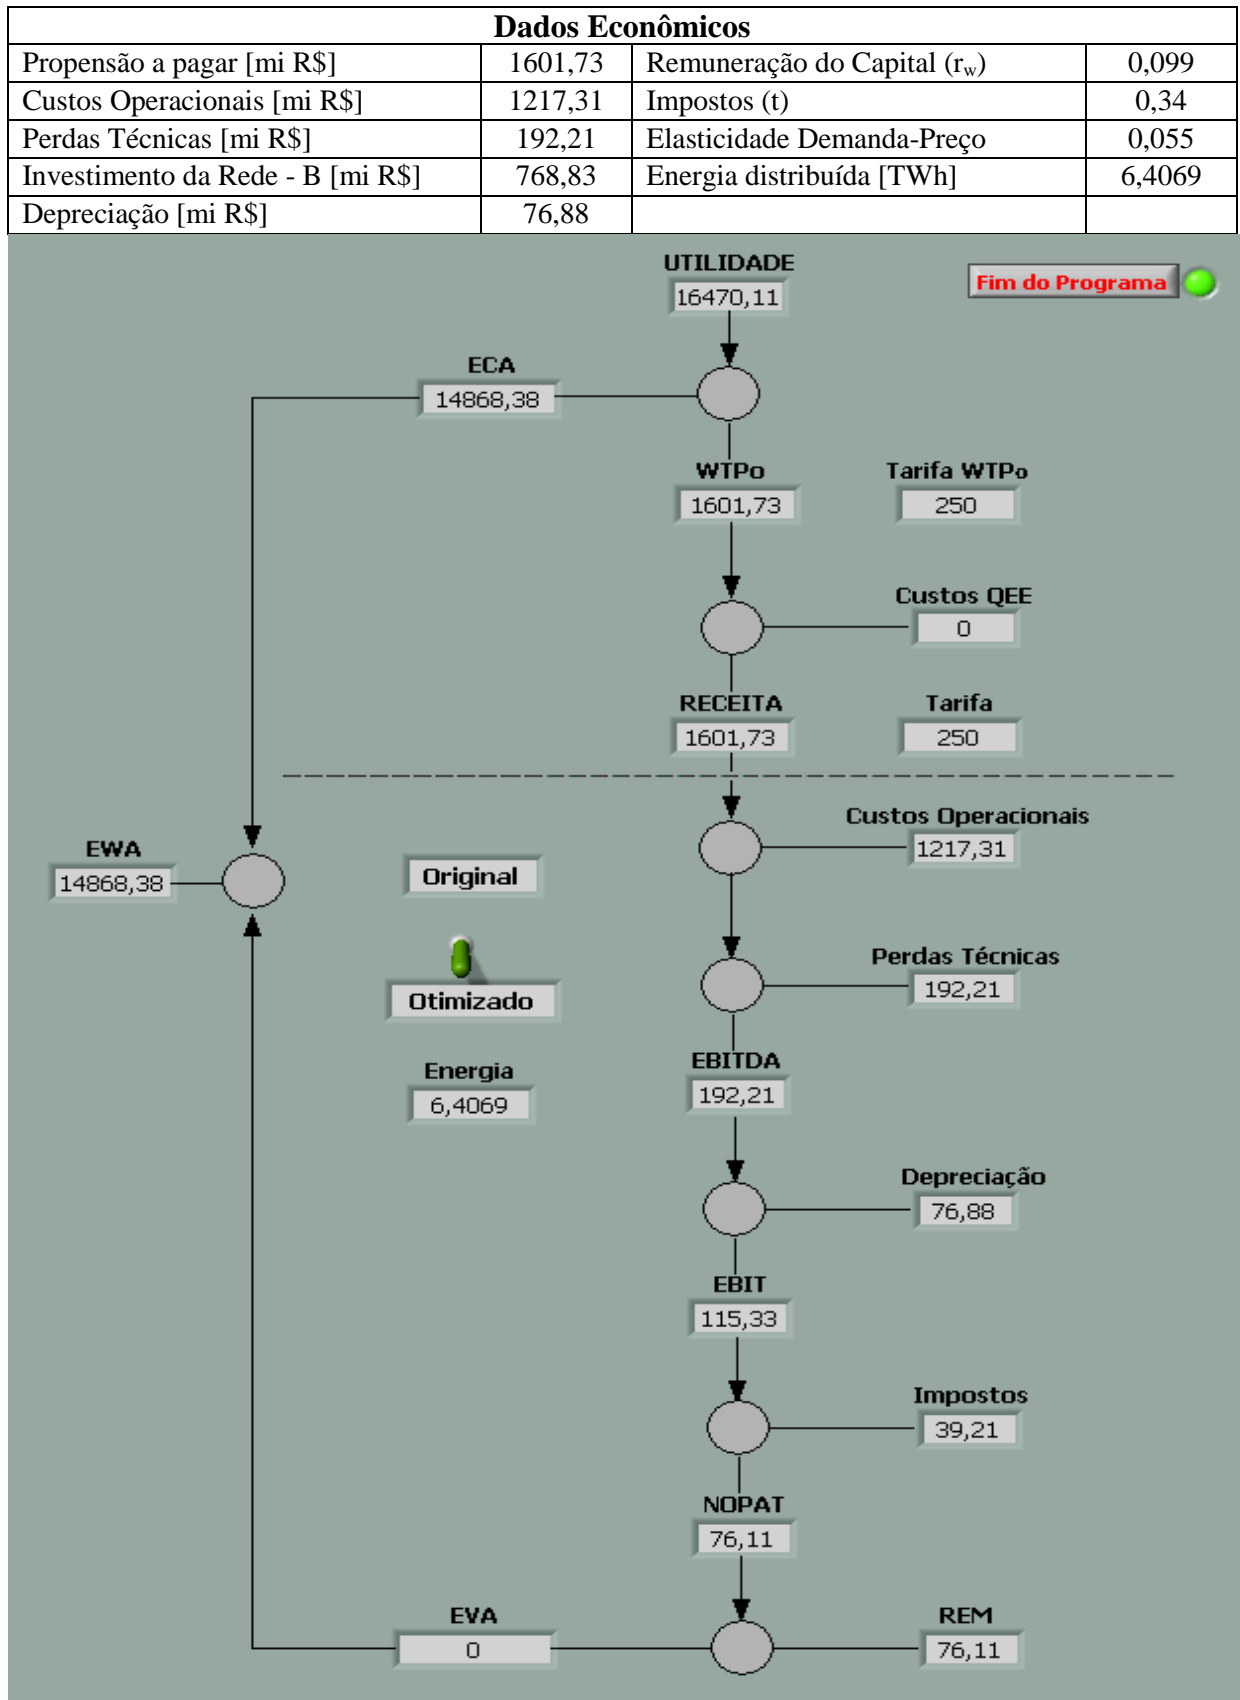 Dados Econômicos
Propensão a pagar [mi R$] 1601,73 Remuneração do Capital (rw) 0,099
Custos Operacionais [mi R$] 1217,31 Impostos (t) 0,34
Perdas Técnicas [mi R$] 192,21 Elasticidade Demanda-Preço 0,055
Investimento da Rede - B [mi R$] 768,83 Energia distribuída [TWh] 6,4069
Depreciação [mi R$] 76,88
UTILIDADE
16470,11
Fim do Programa
ECA
14868,38
WTPo
1601,73
Tarifa WTPo
250
Custos QEE
0
RECEITA
1601,73
Tarifa
250
Custos Operacionais
1217,31
EWA
14868,38
Original
Otimizado
Perdas Técnicas
192,21
Energia
6,4069
EBITDA
192,21
Depreciação
76,88
EBIT
115,33
Impostos
39,21
NOPAT
76,11
EVA
0
REM
76,11